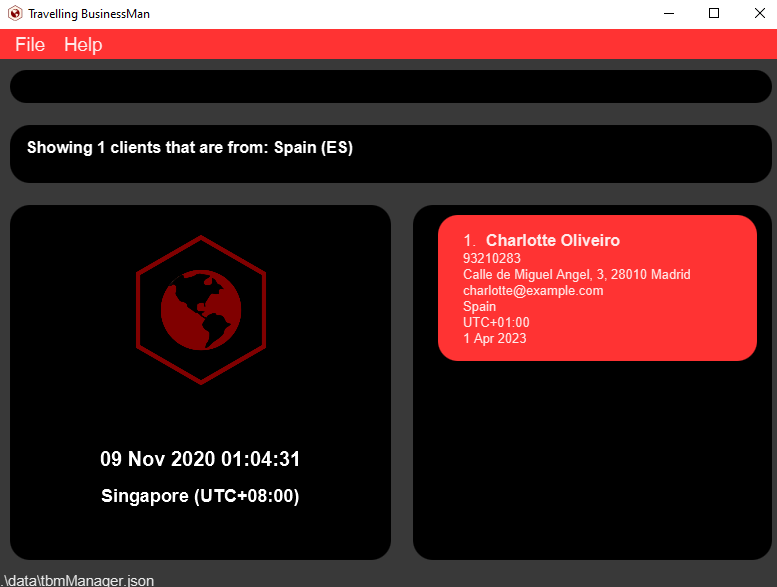 Travelling BusinessMan
File Help
Showing 1 clients that are from: Spain (ES)
09 Nov 2020 01:04:31
Singapore (UTC+08:00)
1. Charlotte Oliveiro
93210283
Calle de Miguel Angel, 3, 28010 Madrid
charlotte@example.com
Spain
UTC+01:00
1 Apr 2023
.\data\tbmManager.json